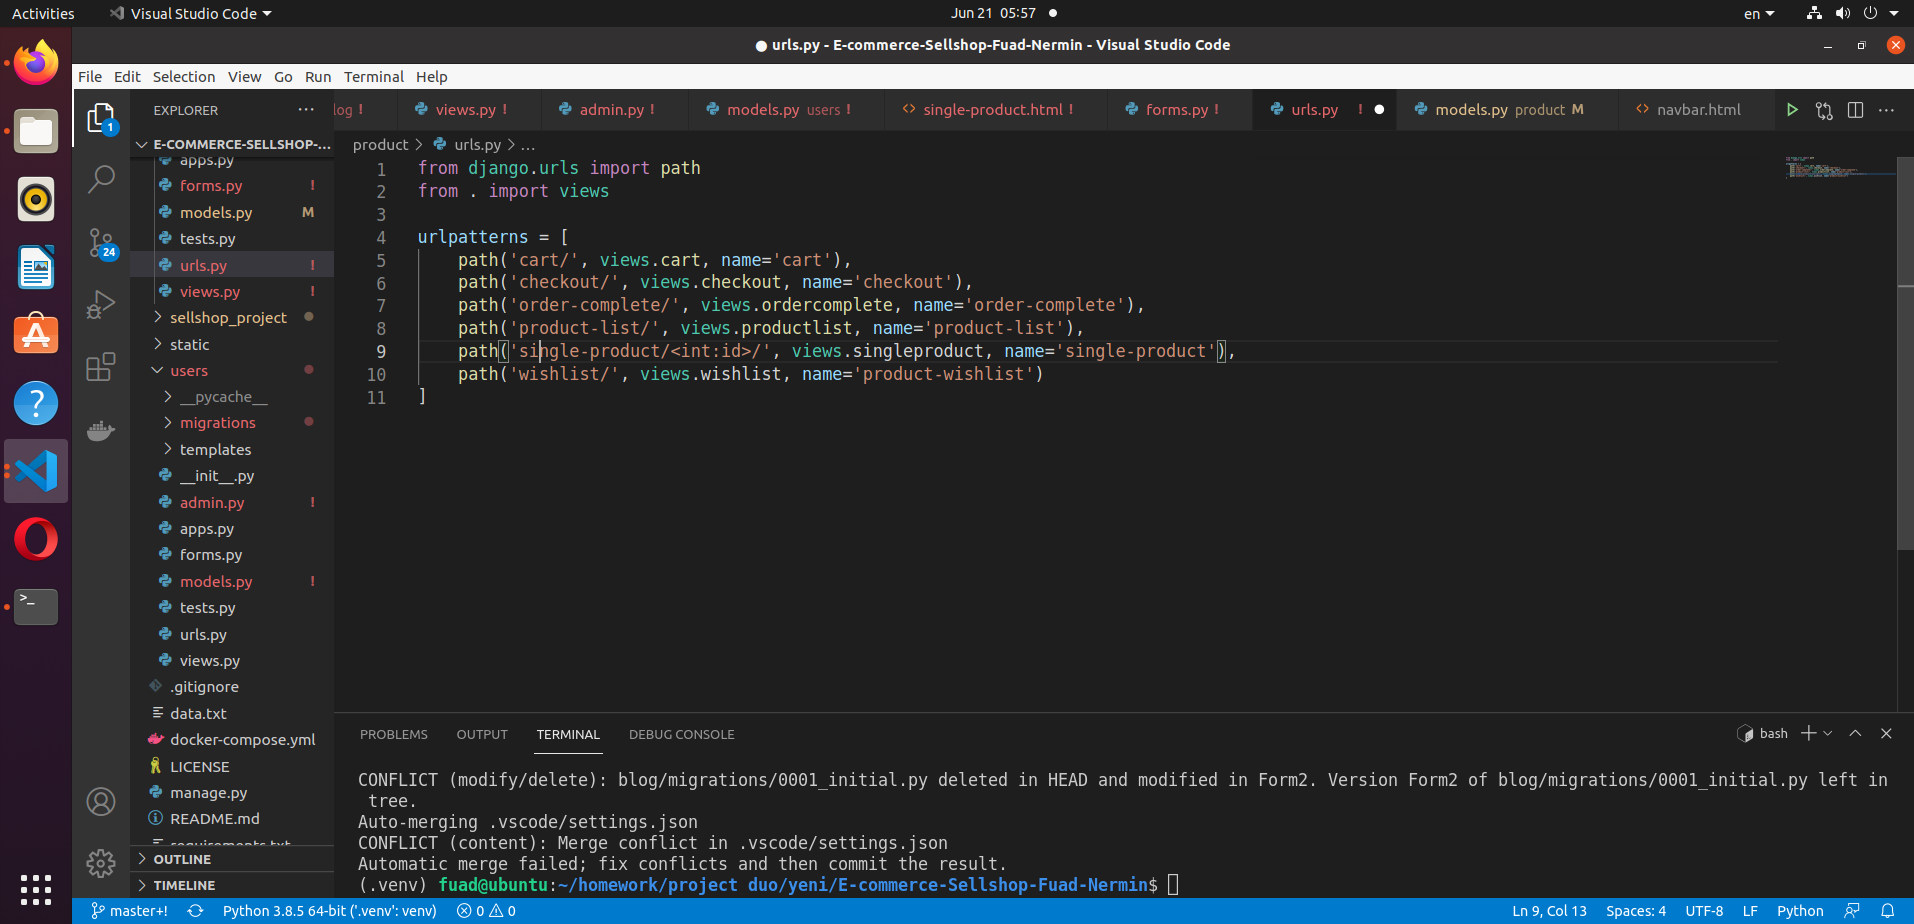 Activities
Visual Studio Code
Jun 21 05:57
en
urls.py - E-commerce-Sellshop-Fuad-Nermin - Visual Studio Code
File Edit Selection View Go Run Terminal Help
EXPLORER
log !
views.py !
admin.py !
models.py users !
single-product.html !
forms.py !
urls.py !
models.py product M
navbar.html
1
24
E-COMMERCE-SELLSHOP-...
apps.py
forms.py !
models.py M
tests.py
urls.py !
views.py !
sellshop_project
static
users
__pycache__
migrations
templates
__init__.py
admin.py !
apps.py
forms.py
models.py !
tests.py
urls.py
views.py
.gitignore
data.txt
docker-compose.yml
LICENSE
manage.py
README.md
requirements.txt
OUTLINE
TIMELINE
product > urls.py > ...
1 from django.urls import path
2 from . import views
3
4 urlpatterns = [
5 path('cart/', views.cart, name='cart'),
6 path('checkout/', views.checkout, name='checkout'),
7 path('order-complete/', views.ordercomplete, name='order-complete'),
8 path('product-list/', views.productlist, name='product-list'),
9 path('single-product/<int:id>/', views.singleproduct, name='single-product'),
10 path('wishlist/', views.wishlist, name='product-wishlist')
11 ]
PROBLEMS OUTPUT TERMINAL DEBUG CONSOLE
bash
CONFLICT (modify/delete): blog/migrations/0001_initial.py deleted in HEAD and modified in Form2. Version Form2 of blog/migrations/0001_initial.py left in
tree.
Auto-merging .vscode/settings.json
CONFLICT (content): Merge conflict in .vscode/settings.json
Automatic merge failed; fix conflicts and then commit the result.
(.venv) fuad@ubuntu:~/homework/project duo/yeni/E-commerce-Sellshop-Fuad-Nermin$
master+!
Python 3.8.5 64-bit ('.venv': venv)
0 0
Ln 9, Col 13
Spaces: 4
UTF-8
LF
Python